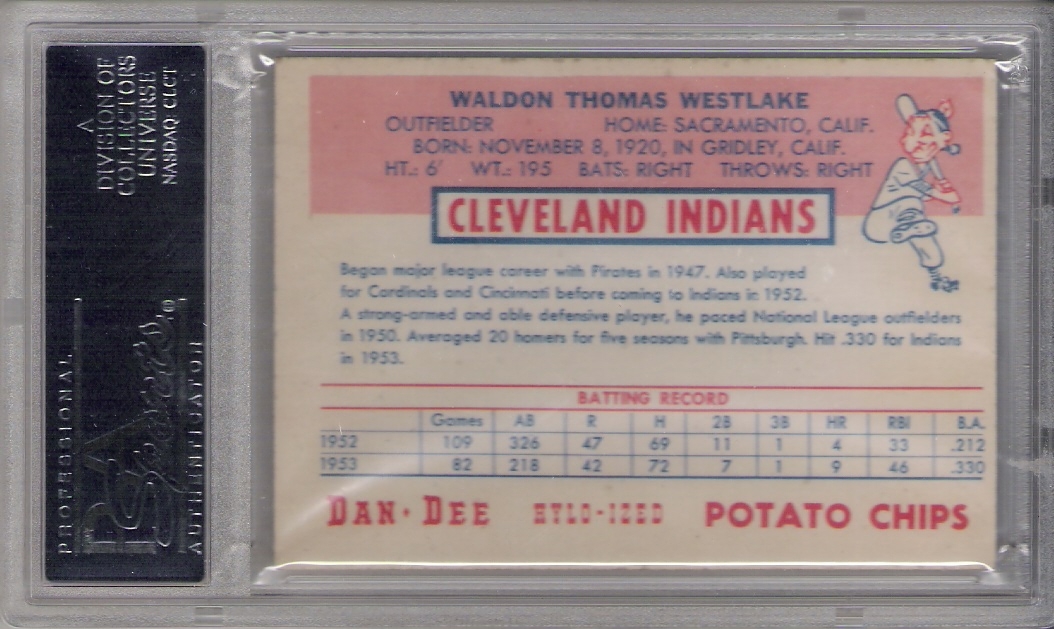 A
DIVISION OF
COLLECTORS
UNIVERSE
NASDAQ CLCT
PROFESSIONAL
PSA
Sports
AUTHENTICATOR
WALDON THOMAS WESTLAKE
OUTFIELDER HOME: SACRAMENTO, CALIF.
BORN: NOVEMBER 8, 1920, IN GRIDLEY, CALIF.
HT.: 6' WT.: 195 BATS: RIGHT THROWS: RIGHT
CLEVELAND INDIANS
Began major league career with Pirates in 1947. Also played
for Cardinals and Cincinnati before coming to Indians in 1952.
A strong-armed and able defensive player, he paced National League outfielders
in 1950. Averaged 20 homers for five seasons with Pittsburgh. Hit .330 for Indians
in 1953.
BATTING RECORD
Games AB R H 2B 3B HR RBI B.A.
1952 109 326 47 69 11 1 4 33 .212
1953 82 218 42 72 7 1 9 46 .330
DAN·DEE HYLO-IZED POTATO CHIPS